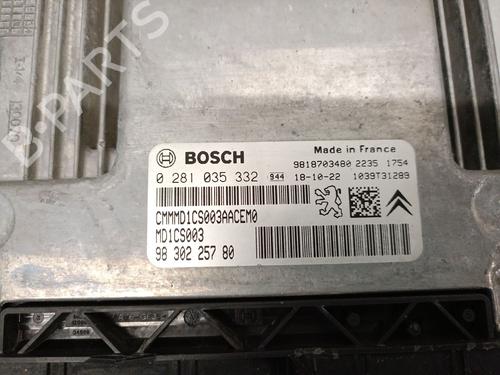 B-PARTS
BOSCH
Made in France
9818703480 2235 1754
0 281 035 332 944 18-10-22 1039T31289
CMMMD1CS003AACEM0
MD1CS003
98 302 257 80